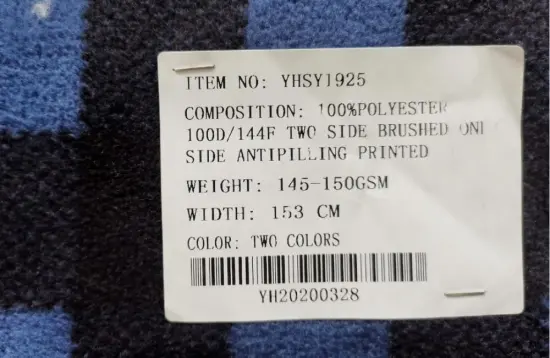 ITEM NO: YHSY1925
COMPOSITION: 100%POLYESTER
100D/144F TWO SIDE BRUSHED ONE
SIDE ANTIPILLING PRINTED
WEIGHT: 145-150GSM
WIDTH: 153 CM
COLOR: TWO COLORS
YH20200328